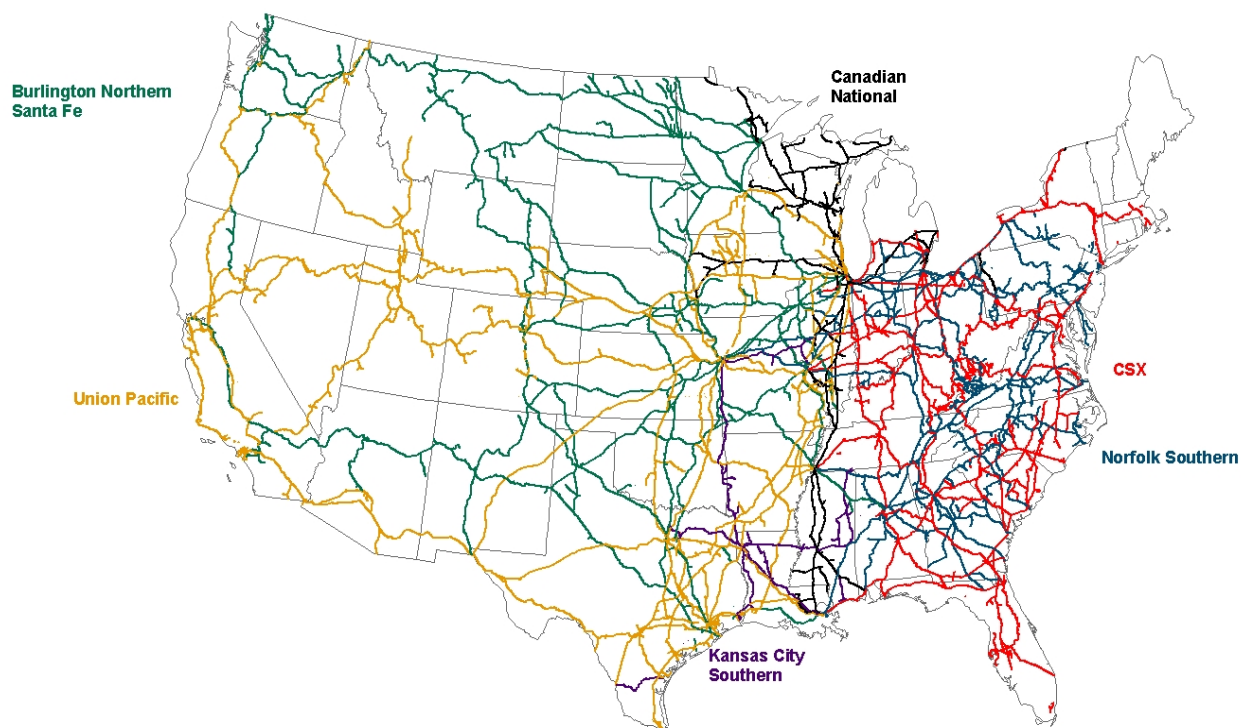 Canadian
National
Burlington Northern
Santa Fe
CSX
Union Pacific
Norfolk Southern
Kansas City
Southern